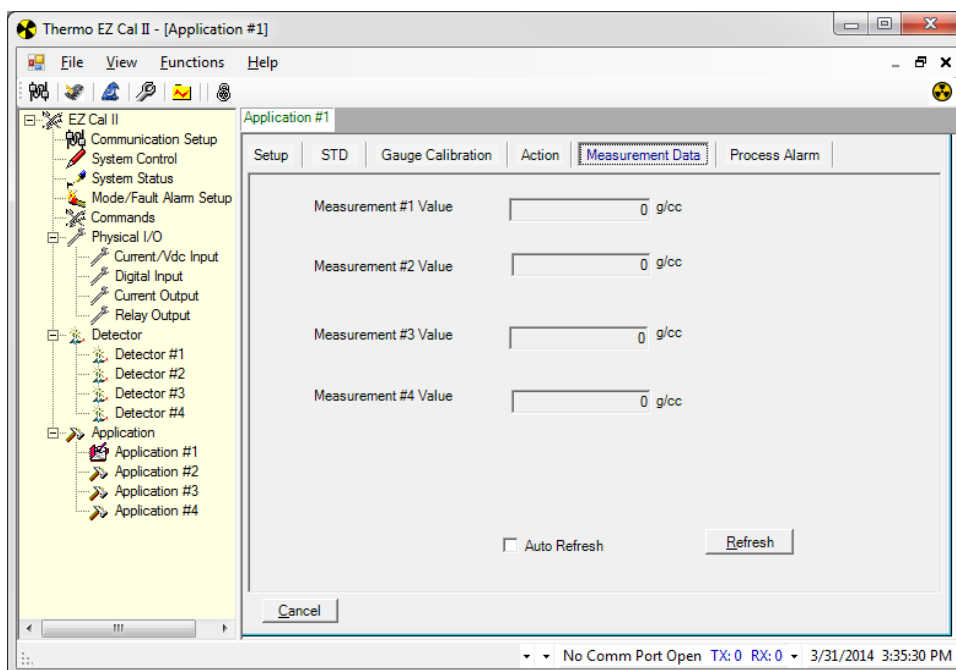 Thermo EZ Cal II - [Application #1]
File View Functions Help
EZ Cal II
Communication Setup
System Control
System Status
Mode/Fault Alarm Setup
Commands
Physical I/O
Current/Vdc Input
Digital Input
Current Output
Relay Output
Detector
Detector #1
Detector #2
Detector #3
Detector #4
Application
Application #1
Application #2
Application #3
Application #4
Application #1
Setup STD Gauge Calibration Action Measurement Data Process Alarm
Measurement #1 Value 0 g/cc
Measurement #2 Value 0 g/cc
Measurement #3 Value 0 g/cc
Measurement #4 Value 0 g/cc
Auto Refresh Refresh
Cancel
No Comm Port Open TX: 0 RX: 0 3/31/2014 3:35:30 PM